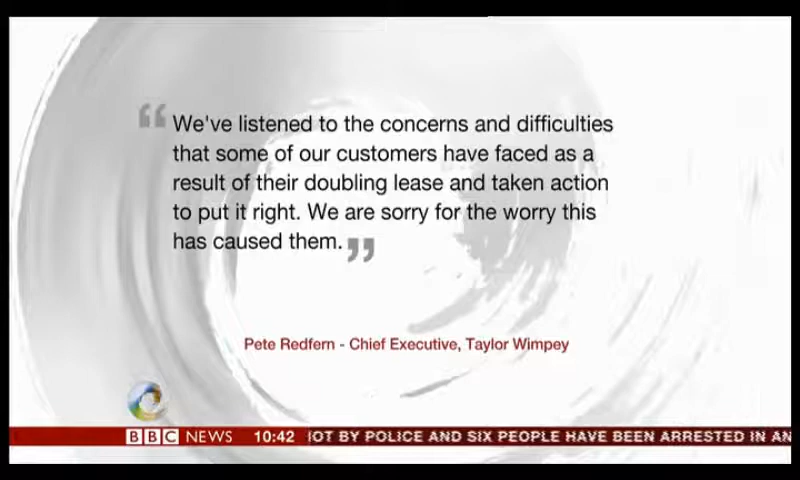 “We've listened to the concerns and difficulties
that some of our customers have faced as a
result of their doubling lease and taken action
to put it right. We are sorry for the worry this
has caused them.”
Pete Redfern - Chief Executive, Taylor Wimpey
BBC NEWS 10:42 BY POLICE AND SIX PEOPLE HAVE BEEN ARRESTED IN